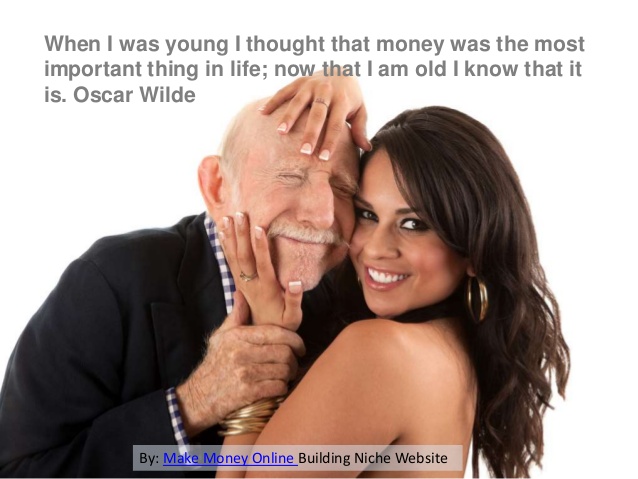 When I was young I thought that money was the most
important thing in life; now that I am old I know that it
is. Oscar Wilde
By: Make Money Online Building Niche Website